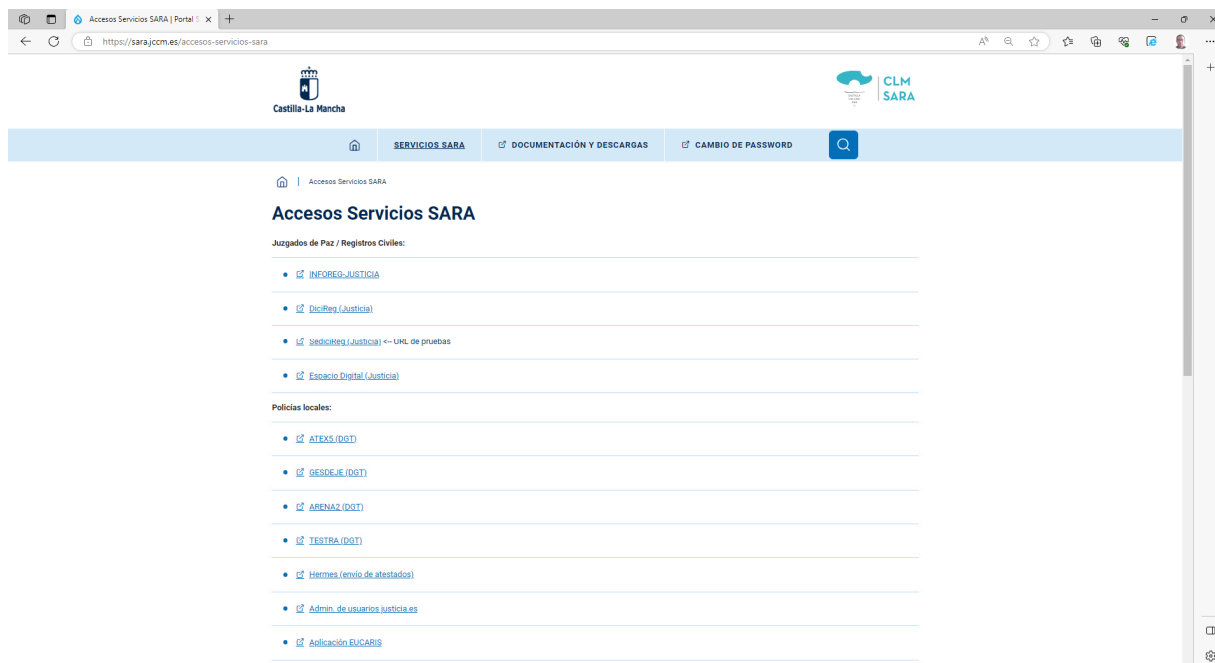 Accesos Servicios SARA | Portal S
https://sara.jccm.es/accesos-servicios-sara
Castilla-La Mancha
CLM
SARA
SERVICIOS SARA
DOCUMENTACIÓN Y DESCARGAS
CAMBIO DE PASSWORD
Accesos Servicios SARA
Accesos Servicios SARA
Juzgados de Paz / Registros Civiles:
INFOREG-JUSTICIA
DiciReg (Justicia)
SediciReg (Justicia) <-- URL de pruebas
Espacio Digital (Justicia)
Policías locales:
ATEX5 (DGT)
GESDEJE (DGT)
ARENA2 (DGT)
TESTRA (DGT)
Hermes (envío de atestados)
Admin. de usuarios justicia.es
Aplicación EUCARIS